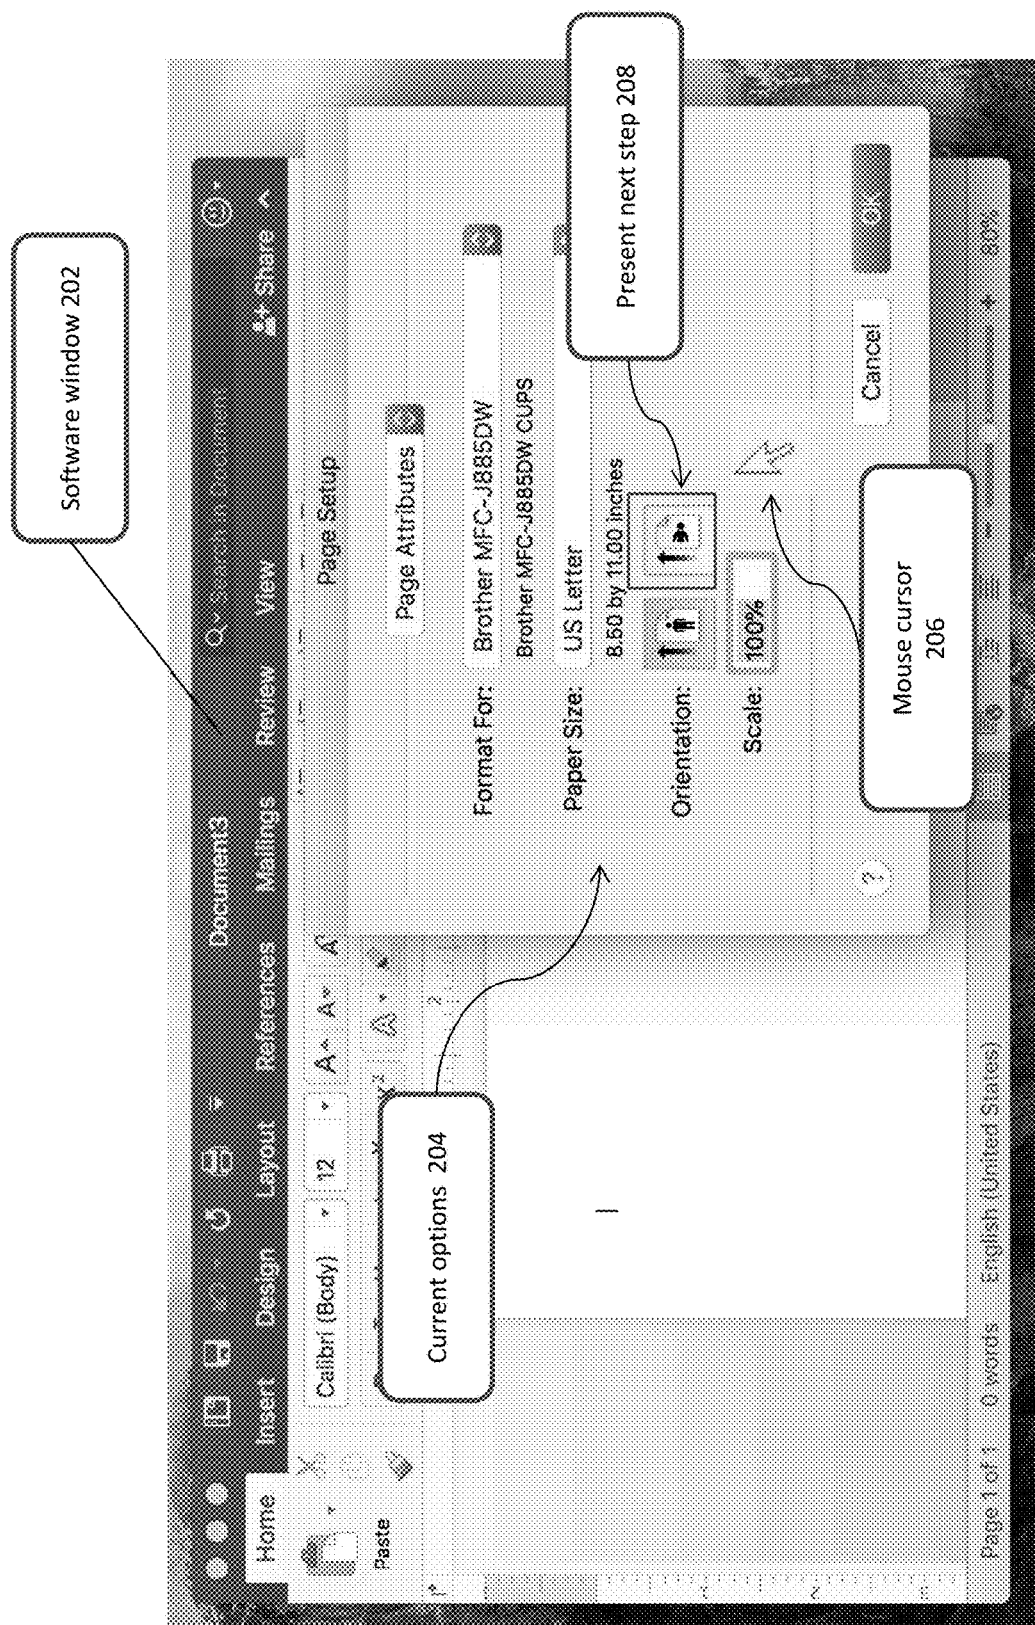 Software window 202
Document3
Share
Home
Insert
Design
Layout
References
Mailings
Review
View
Calibri (Body)
12
Paste
Page Setup
Page Attributes
Format For:
Brother MFC-J885DW
Brother MFC-J885DW CUPS
Paper Size:
US Letter
8.50 by 11.00 inches
Orientation:
Scale:
100%
?
Cancel
OK
Present next step 208
Current options 204
Mouse cursor
206
Page 1 of 1
0 words
English (United States)
80%